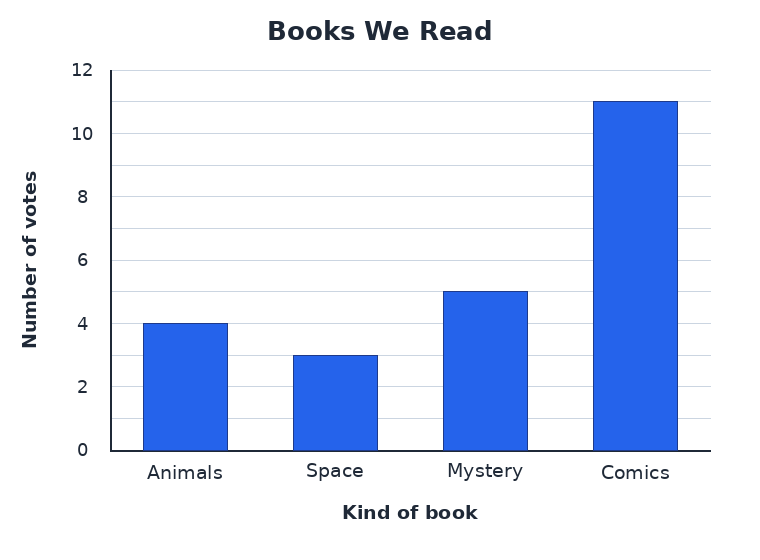 Books We Read
Number of votes
12
10
8
6
4
2
0
Animals
Space
Mystery
Comics
Kind of book